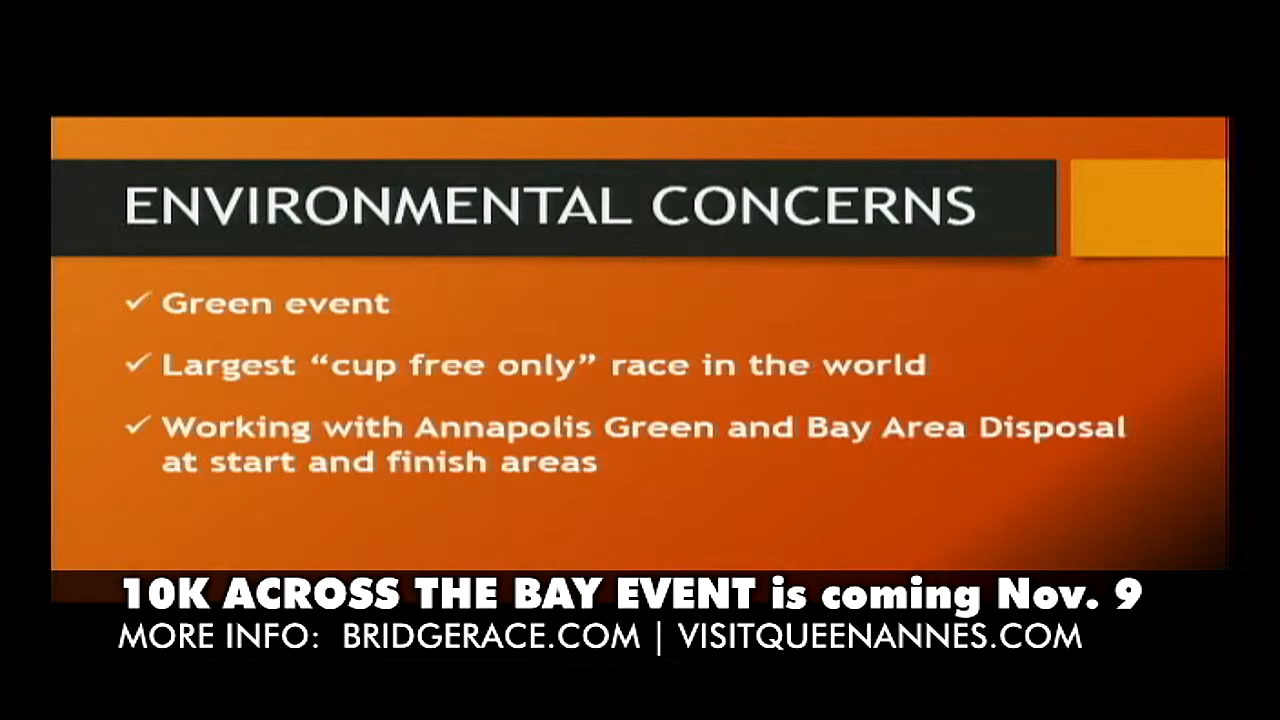 ENVIRONMENTAL CONCERNS
✓ Green event
✓ Largest “cup free only” race in the world
✓ Working with Annapolis Green and Bay Area Disposal
at start and finish areas
10K ACROSS THE BAY EVENT is coming Nov. 9
MORE INFO: BRIDGERACE.COM | VISITQUEENANNES.COM